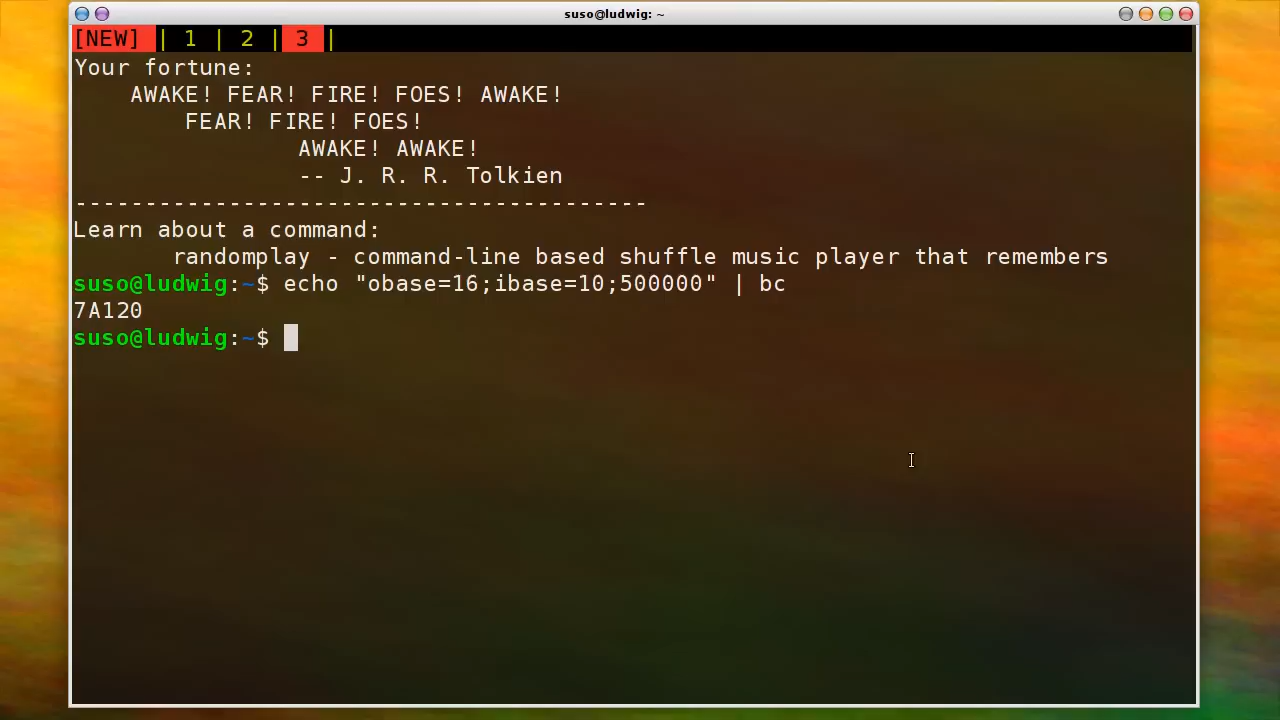 suso@ludwig: ~
[NEW] | 1 | 2 | 3 |
Your fortune:
AWAKE! FEAR! FIRE! FOES! AWAKE!
FEAR! FIRE! FOES!
AWAKE! AWAKE!
-- J. R. R. Tolkien
-----------------------------------------
Learn about a command:
randomplay - command-line based shuffle music player that remembers
suso@ludwig:~$ echo "obase=16;ibase=10;500000" | bc
7A120
suso@ludwig:~$